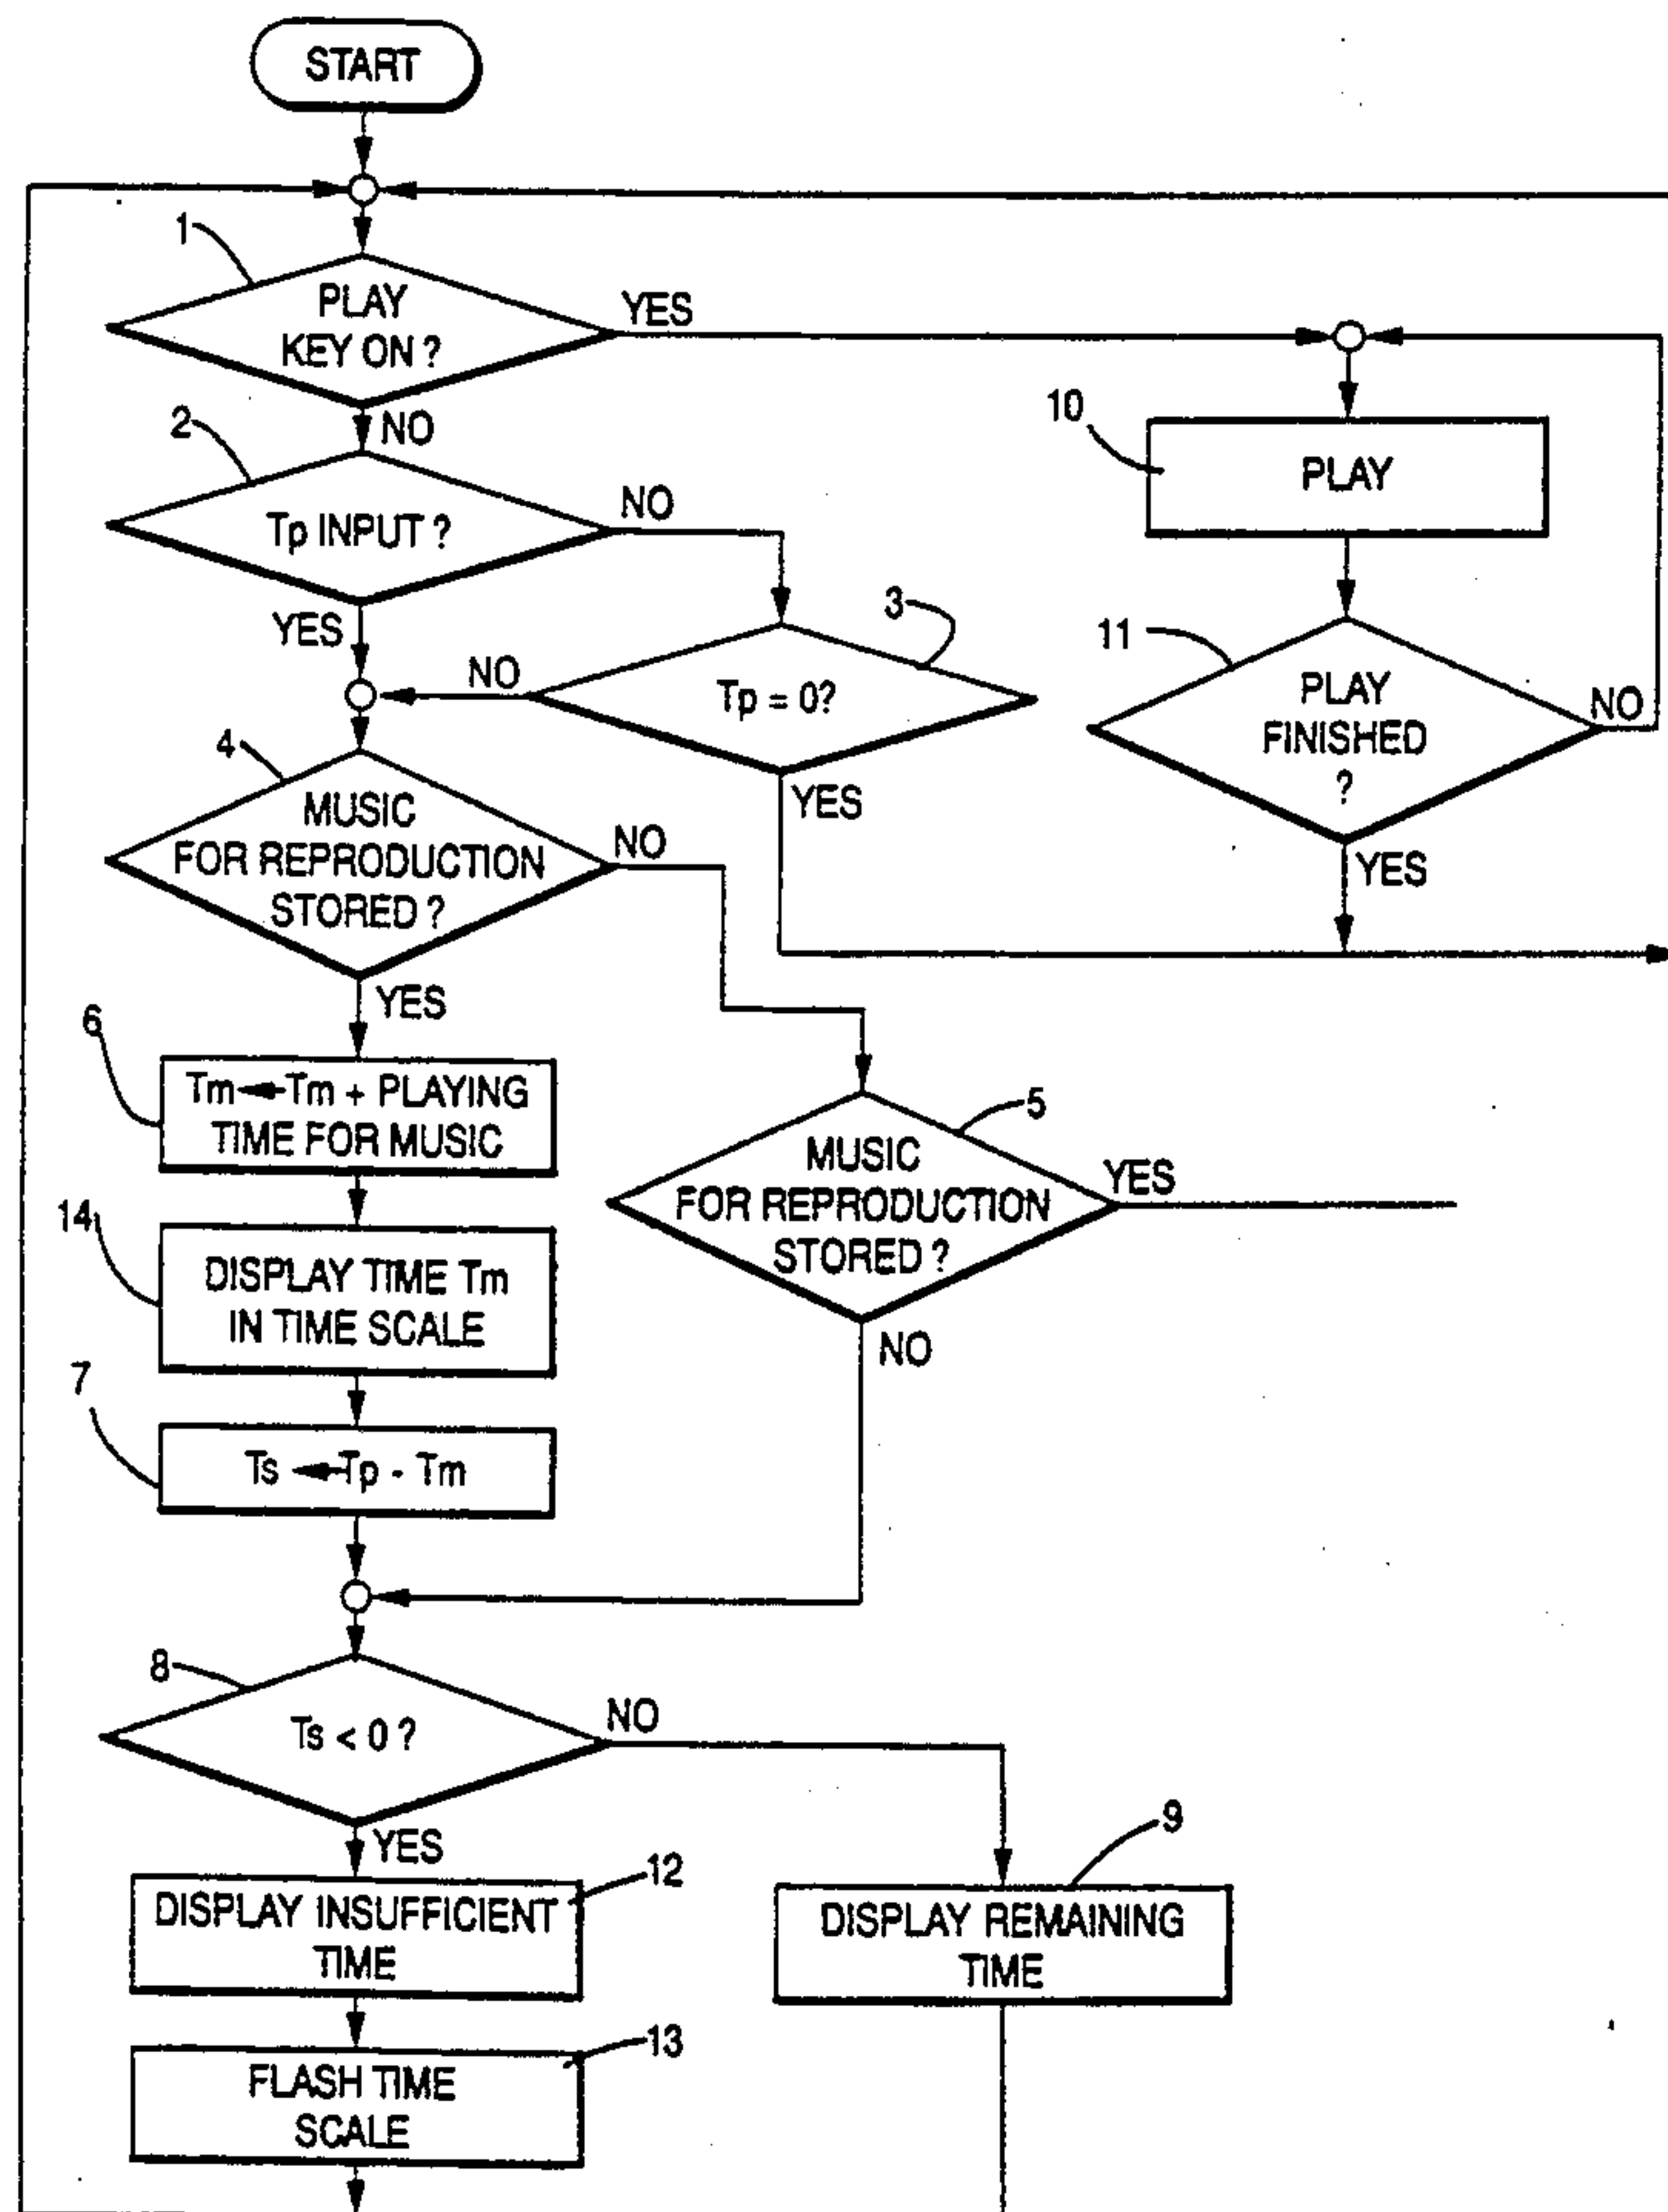 START
1
PLAY
KEY ON ?
YES
NO
2
Tp INPUT ?
NO
YES
3
Tp = 0?
NO
YES
10
PLAY
11
PLAY
FINISHED
?
NO
YES
4
MUSIC
FOR REPRODUCTION
STORED ?
NO
YES
6
Tm ← Tm + PLAYING
TIME FOR MUSIC
5
MUSIC
FOR REPRODUCTION
STORED ?
YES
NO
14
DISPLAY TIME Tm
IN TIME SCALE
7
Ts ← Tp - Tm
8
Ts < 0 ?
NO
YES
12
DISPLAY INSUFFICIENT
TIME
9
DISPLAY REMAINING
TIME
13
FLASH TIME
SCALE